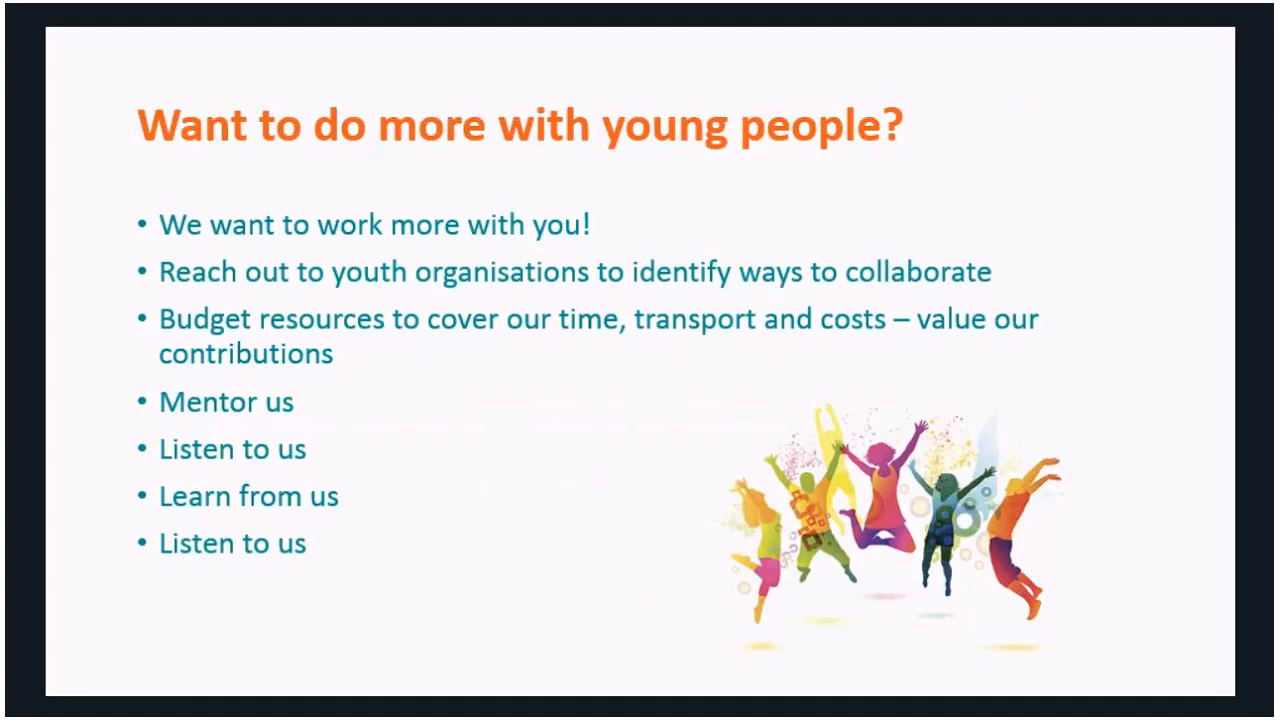 Want to do more with young people?
• We want to work more with you!
• Reach out to youth organisations to identify ways to collaborate
• Budget resources to cover our time, transport and costs – value our
contributions
• Mentor us
• Listen to us
• Learn from us
• Listen to us